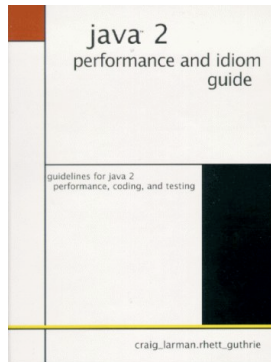 java 2
performance and idiom
guide
guidelines for java 2
performance, coding, and testing
craig_larman.rhett_guthrie